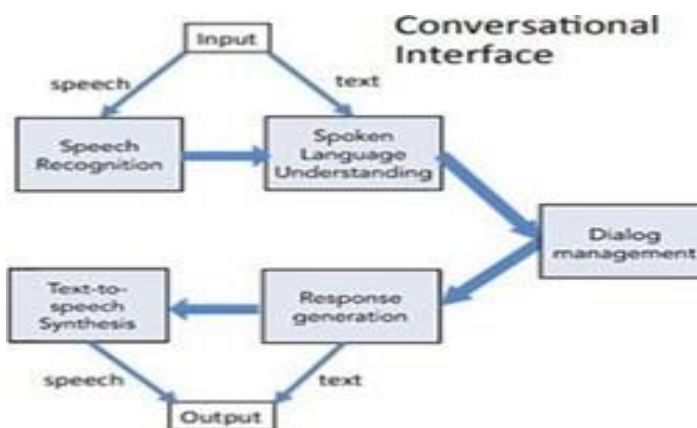 Conversational
Interface
Input
speech
text
Speech
Recognition
Spoken
Language
Understanding
Dialog
management
Text-to-
speech
Synthesis
Response
generation
speech
text
Output